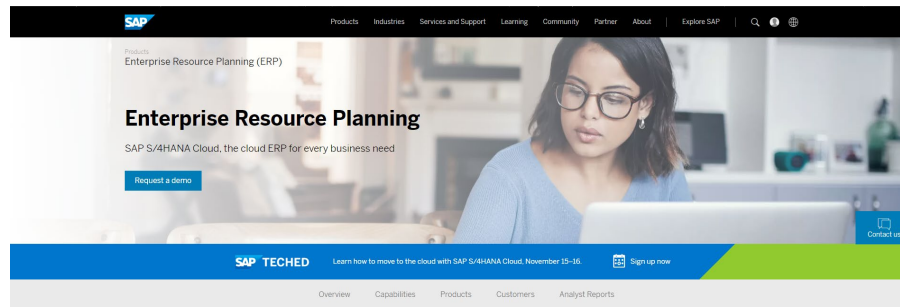 SAP
Products Industries Services and Support Learning Community Partner About Explore SAP
Products
Enterprise Resource Planning (ERP)
Enterprise Resource Planning
SAP S/4HANA Cloud, the cloud ERP for every business need
Request a demo
Contact us
SAP TECHED Learn how to move to the cloud with SAP S/4HANA Cloud, November 15–16. Sign up now
Overview Capabilities Products Customers Analyst Reports